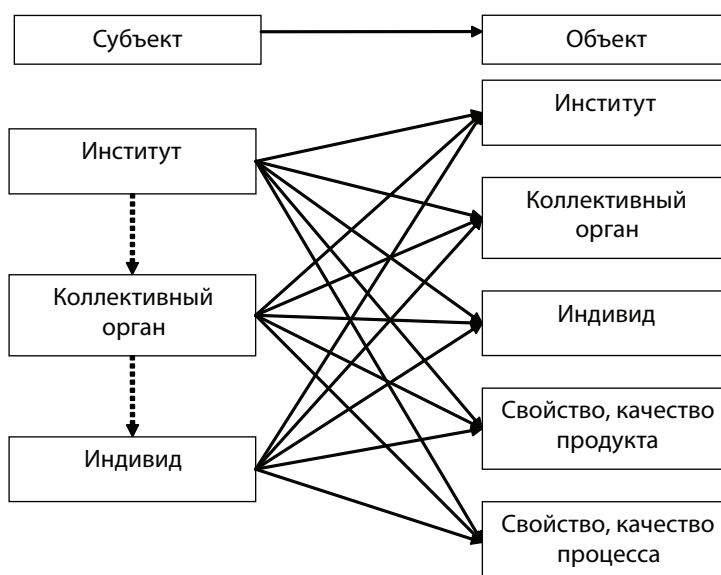 Субъект
Объект
Институт
Коллективный
орган
Индивид
Институт
Коллективный
орган
Индивид
Свойство, качество
продукта
Свойство, качество
процесса